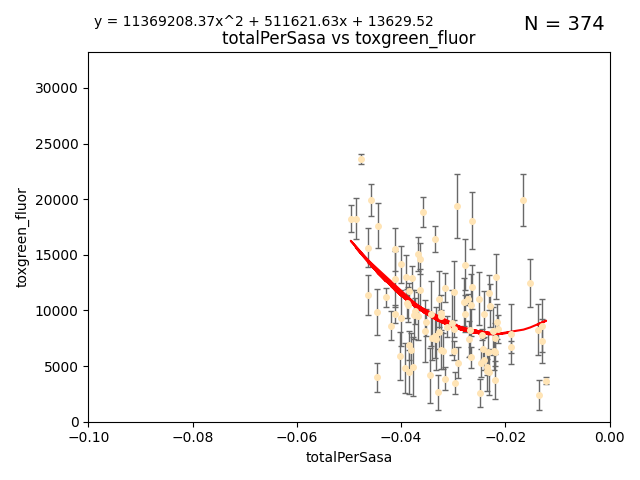 y = 11369208.37x^2 + 511621.63x + 13629.52
N = 374
totalPerSasa vs toxgreen_fluor
toxgreen_fluor
30000
25000
20000
15000
10000
5000
0
−0.10 −0.08 −0.06 −0.04 −0.02 0.00
totalPerSasa